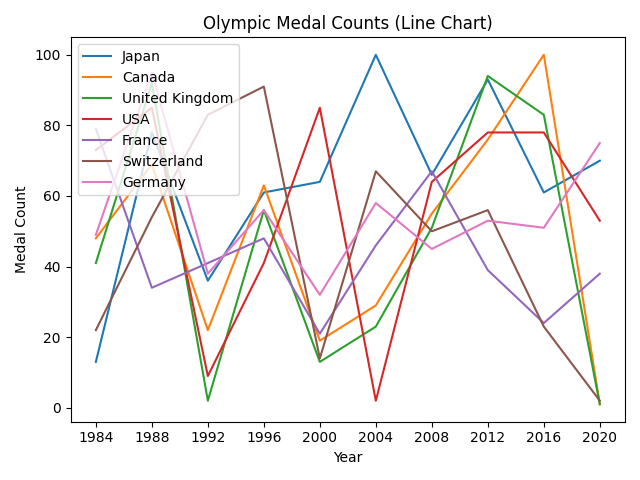 Olympic Medal Counts (Line Chart)
Japan
Canada
United Kingdom
USA
France
Switzerland
Germany
Medal Count
100
80
60
40
20
0
1984 1988 1992 1996 2000 2004 2008 2012 2016 2020
Year